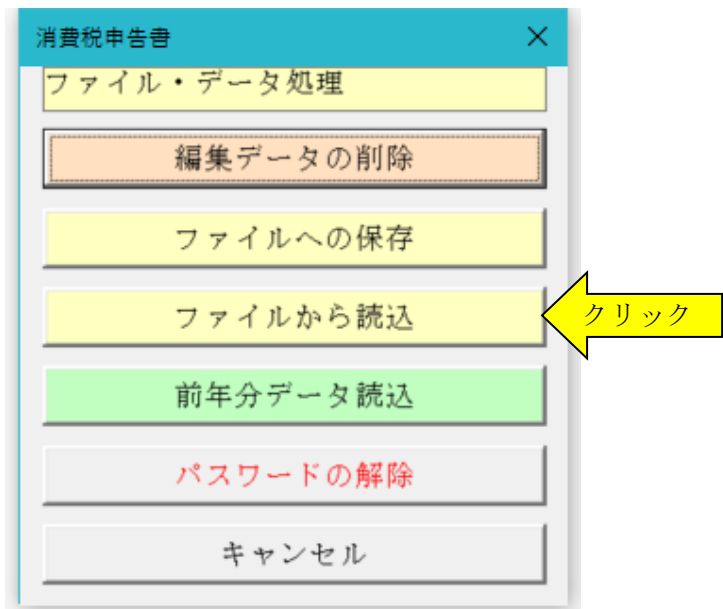 消費税申告書
ファイル・データ処理
編集データの削除
ファイルへの保存
ファイルから読込
クリック
前年分データ読込
パスワードの解除
キャンセル